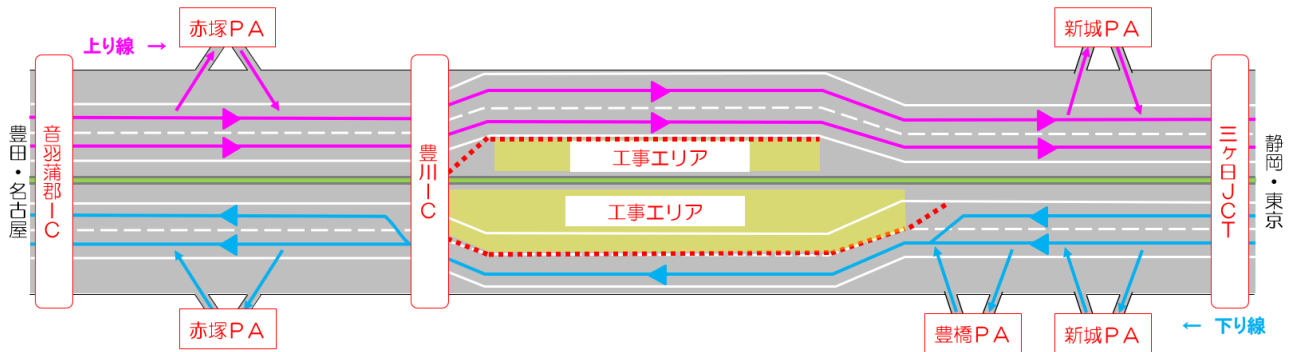 赤塚PA
新城PA
上り線 →
豊田・名古屋
音羽蒲郡IC
豊川IC
工事エリア
工事エリア
三ヶ日JCT
静岡・東京
赤塚PA
豊橋PA
新城PA
← 下り線